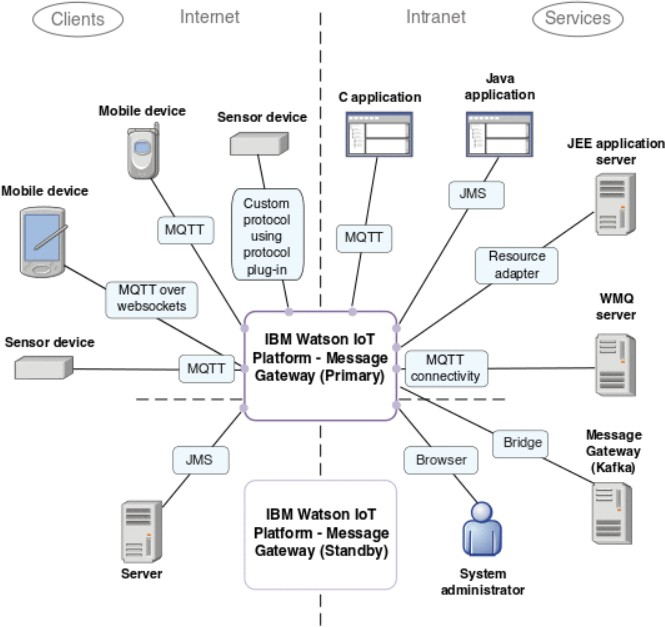 Clients
Internet
Intranet
Services
Mobile device
Sensor device
C application
Java
application
JEE application
server
Mobile device
MQTT
Custom
protocol
using
protocol
plug-in
MQTT
JMS
Resource
adapter
MQTT over
websockets
WMQ
server
Sensor device
MQTT
IBM Watson IoT
Platform - Message
Gateway (Primary)
MQTT
connectivity
JMS
Browser
Bridge
Message
Gateway
(Kafka)
Server
IBM Watson IoT
Platform - Message
Gateway (Standby)
System
administrator